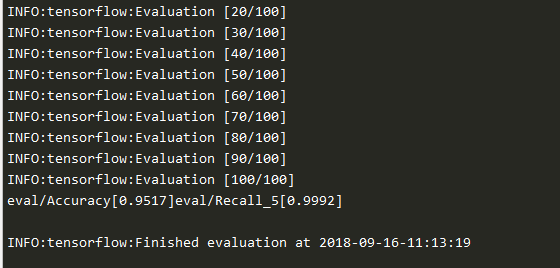 INFO:tensorflow:Evaluation [20/100]
INFO:tensorflow:Evaluation [30/100]
INFO:tensorflow:Evaluation [40/100]
INFO:tensorflow:Evaluation [50/100]
INFO:tensorflow:Evaluation [60/100]
INFO:tensorflow:Evaluation [70/100]
INFO:tensorflow:Evaluation [80/100]
INFO:tensorflow:Evaluation [90/100]
INFO:tensorflow:Evaluation [100/100]
eval/Accuracy[0.9517]eval/Recall_5[0.9992]
INFO:tensorflow:Finished evaluation at 2018-09-16-11:13:19